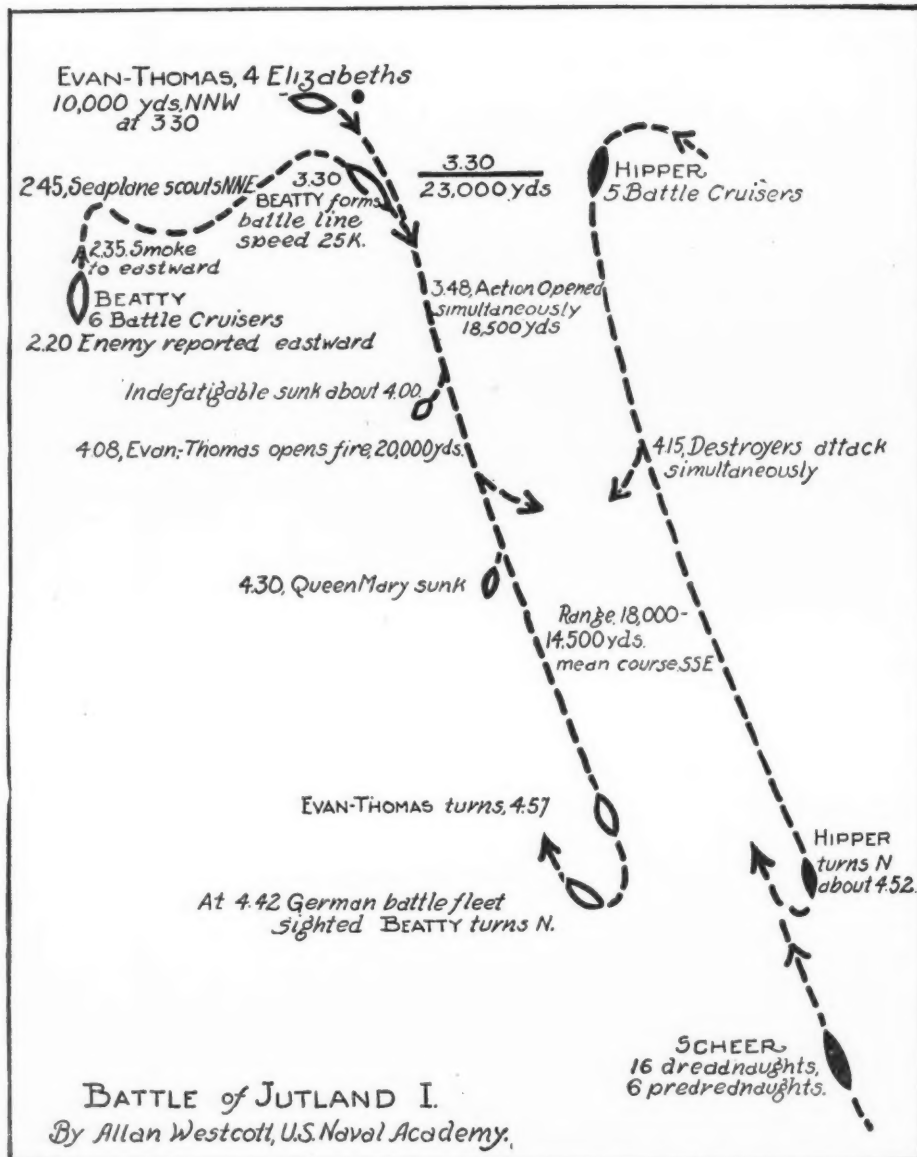 EVAN-THOMAS, 4 Elizabeths
10,000 yds, NNW
at 330
245, Seaplane scouts NNE
3.30
BEATTY forms
battle line
speed 25K.
3.30
23,000 yds
HIPPER
5 Battle Cruisers
2.35. Smoke
to eastward
BEATTY
6 Battle Cruisers
2.20 Enemy reported eastward
3.48, Action Opened
simultaneously
18,500 yds
Indefatigable sunk about 4.00.
4.08, Evan-Thomas opens fire, 20,000 yds.
4.15, Destroyers attack
simultaneously
4.30, Queen Mary sunk
Range, 18,000-
14,500 yds.
mean course, SSE
EVAN-THOMAS turns, 4.57
HIPPER
turns N
about 4.52.
At 4.42 German battle fleet
sighted BEATTY turns N.
SCHEER
16 dreadnaughts,
6 predrednaughts.
BATTLE of JUTLAND I.
By Allan Westcott, U.S. Naval Academy.